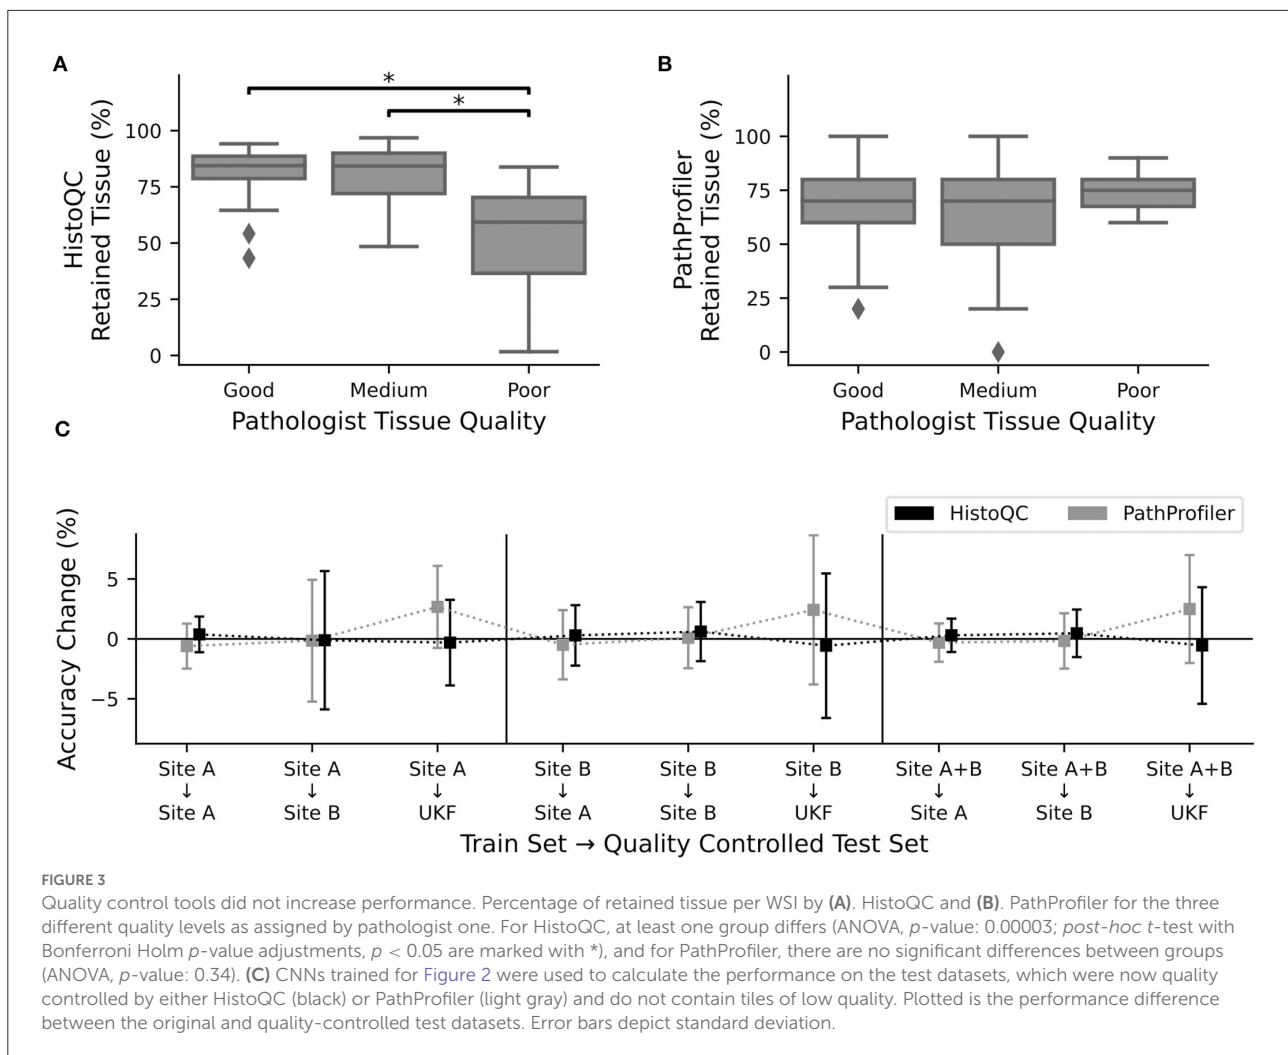 A
*
*
HistoQC
Retained Tissue (%)
100
75
50
25
0
Good Medium Poor
Pathologist Tissue Quality
B
PathProfiler
Retained Tissue (%)
100
75
50
25
0
Good Medium Poor
Pathologist Tissue Quality
C
HistoQC PathProfiler
Accuracy Change (%)
5
0
−5
Site A Site A Site A Site B Site B Site B Site A+B Site A+B Site A+B
↓ ↓ ↓ ↓ ↓ ↓ ↓ ↓ ↓
Site A Site B UKF Site A Site B UKF Site A Site B UKF
Train Set → Quality Controlled Test Set
FIGURE 3
Quality control tools did not increase performance. Percentage of retained tissue per WSI by (A). HistoQC and (B). PathProfiler for the three
different quality levels as assigned by pathologist one. For HistoQC, at least one group differs (ANOVA, p-value: 0.00003; post-hoc t-test with
Bonferroni Holm p-value adjustments, p < 0.05 are marked with *), and for PathProfiler, there are no significant differences between groups
(ANOVA, p-value: 0.34). (C) CNNs trained for Figure 2 were used to calculate the performance on the test datasets, which were now quality
controlled by either HistoQC (black) or PathProfiler (light gray) and do not contain tiles of low quality. Plotted is the performance difference
between the original and quality-controlled test datasets. Error bars depict standard deviation.